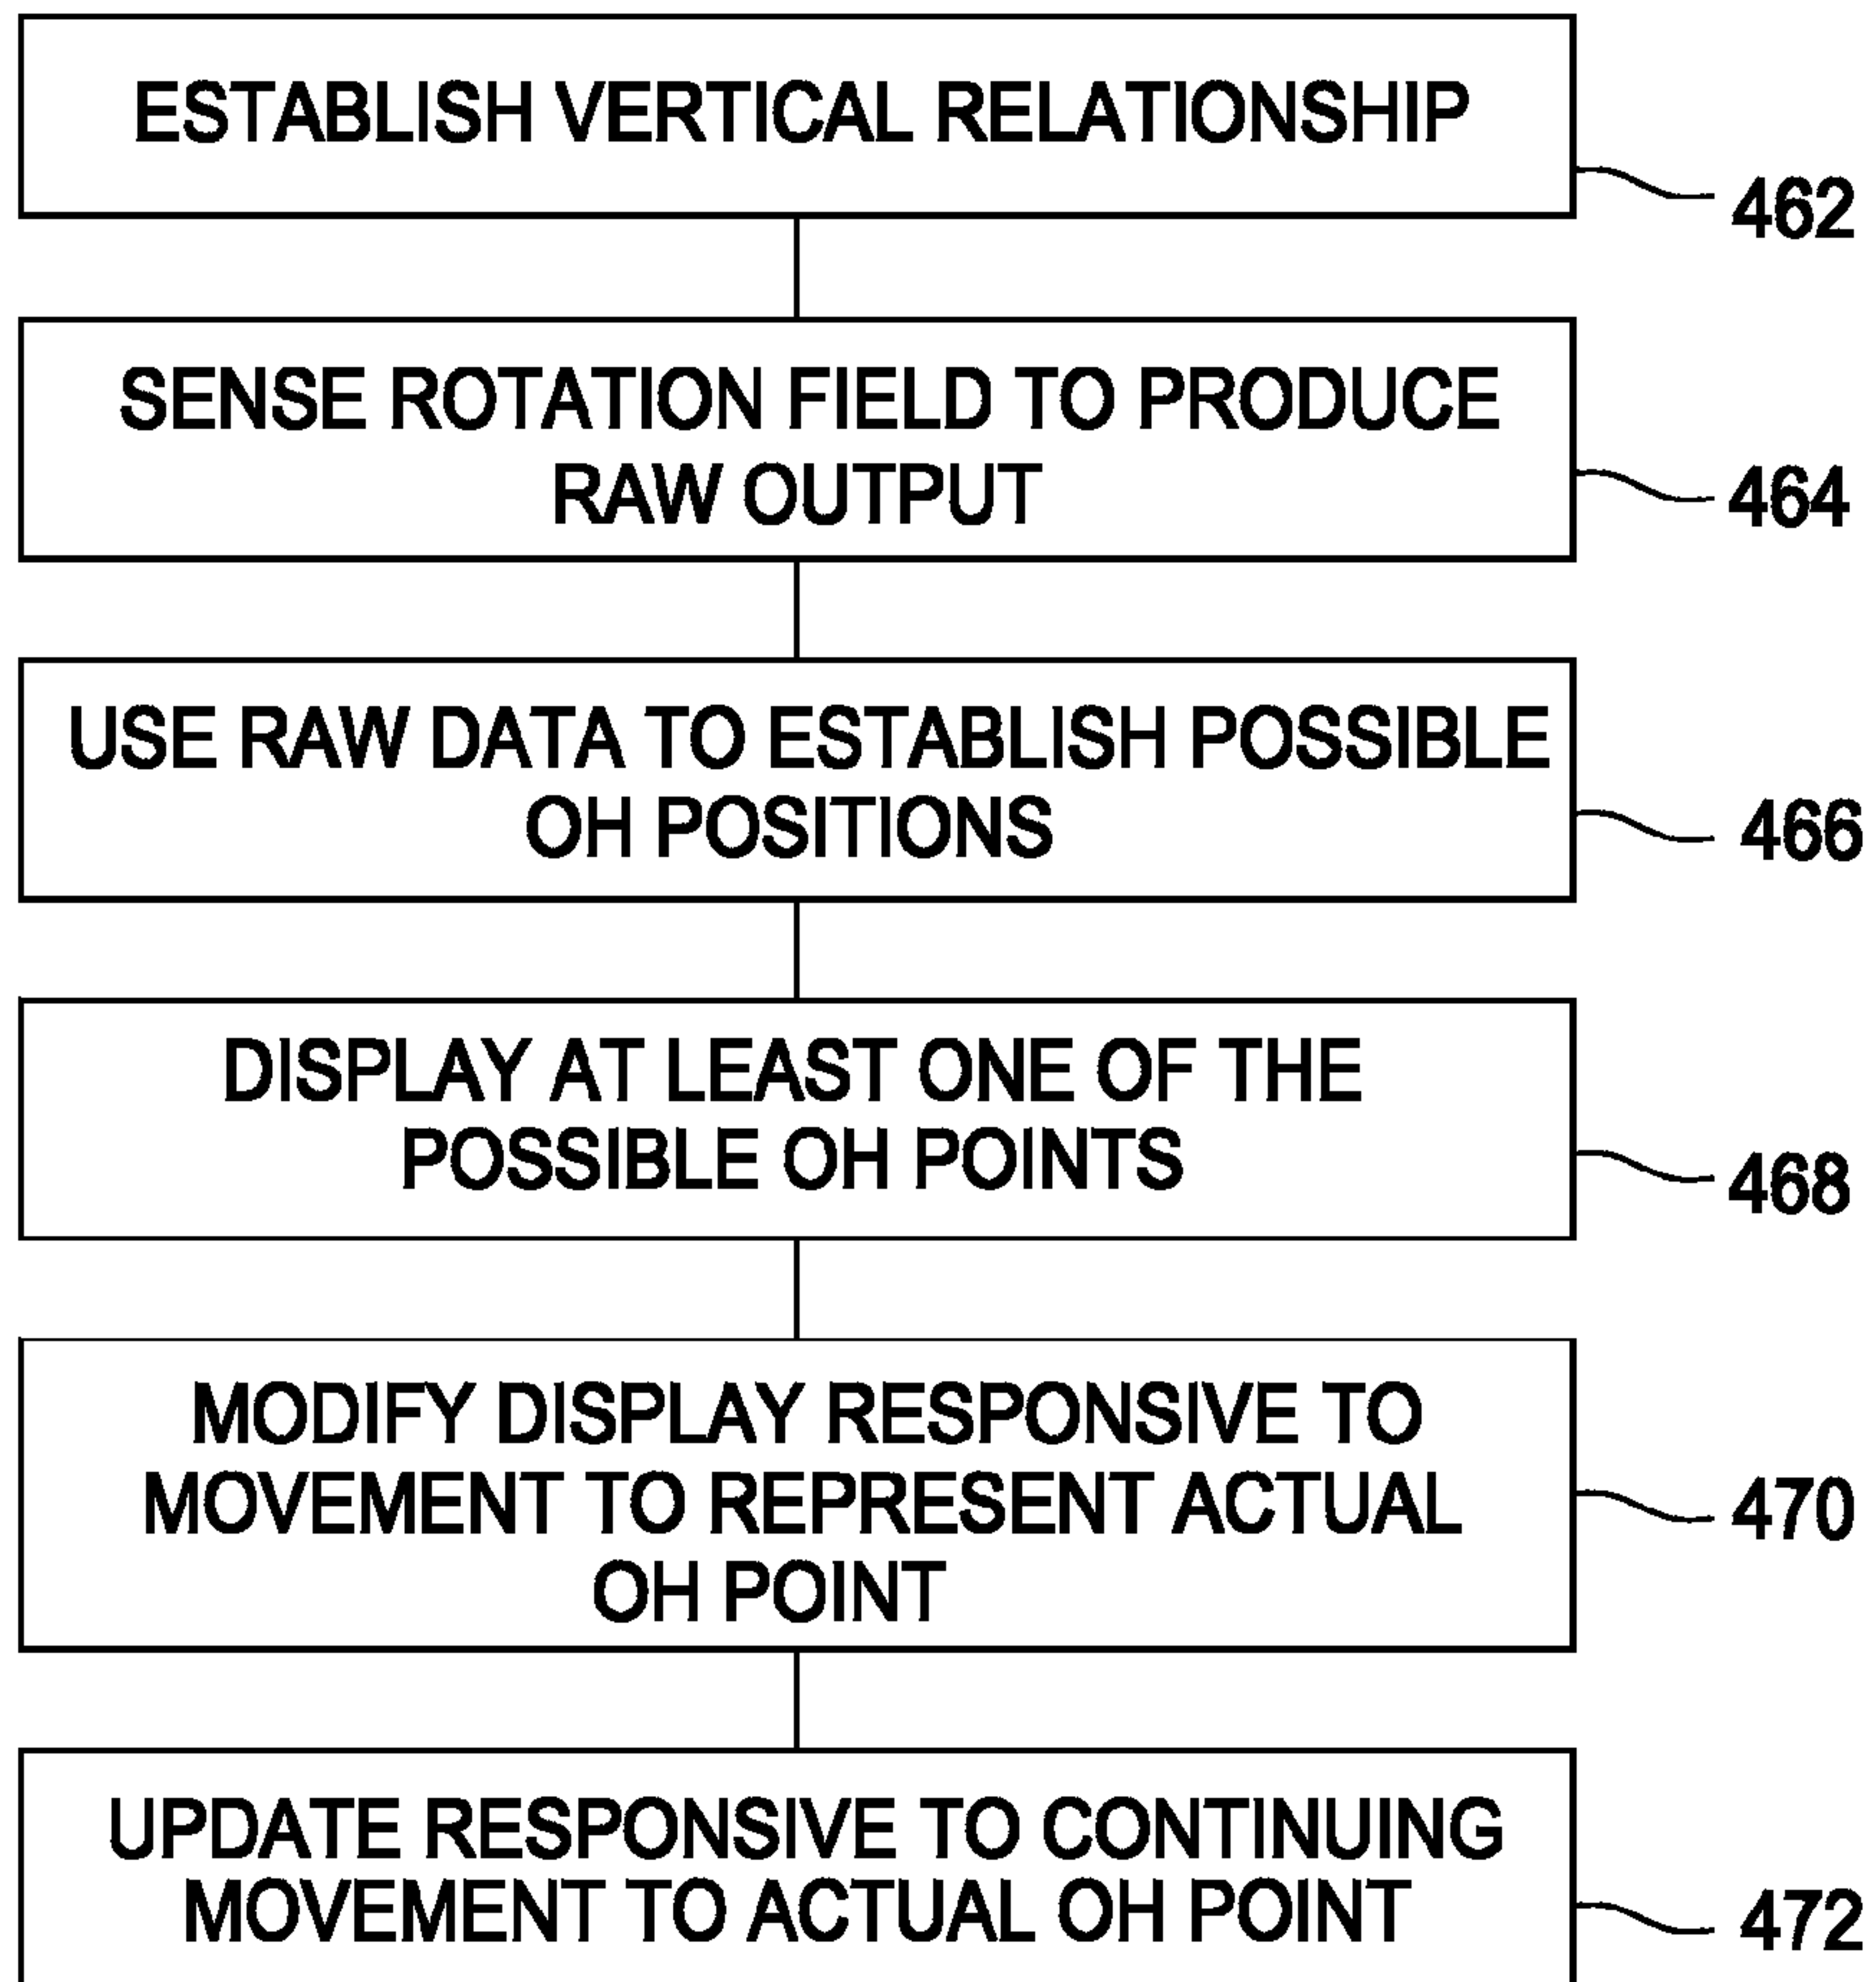 ESTABLISH VERTICAL RELATIONSHIP
462
SENSE ROTATION FIELD TO PRODUCE
RAW OUTPUT
464
USE RAW DATA TO ESTABLISH POSSIBLE
OH POSITIONS
466
DISPLAY AT LEAST ONE OF THE
POSSIBLE OH POINTS
468
MODIFY DISPLAY RESPONSIVE TO
MOVEMENT TO REPRESENT ACTUAL
OH POINT
470
UPDATE RESPONSIVE TO CONTINUING
MOVEMENT TO ACTUAL OH POINT
472